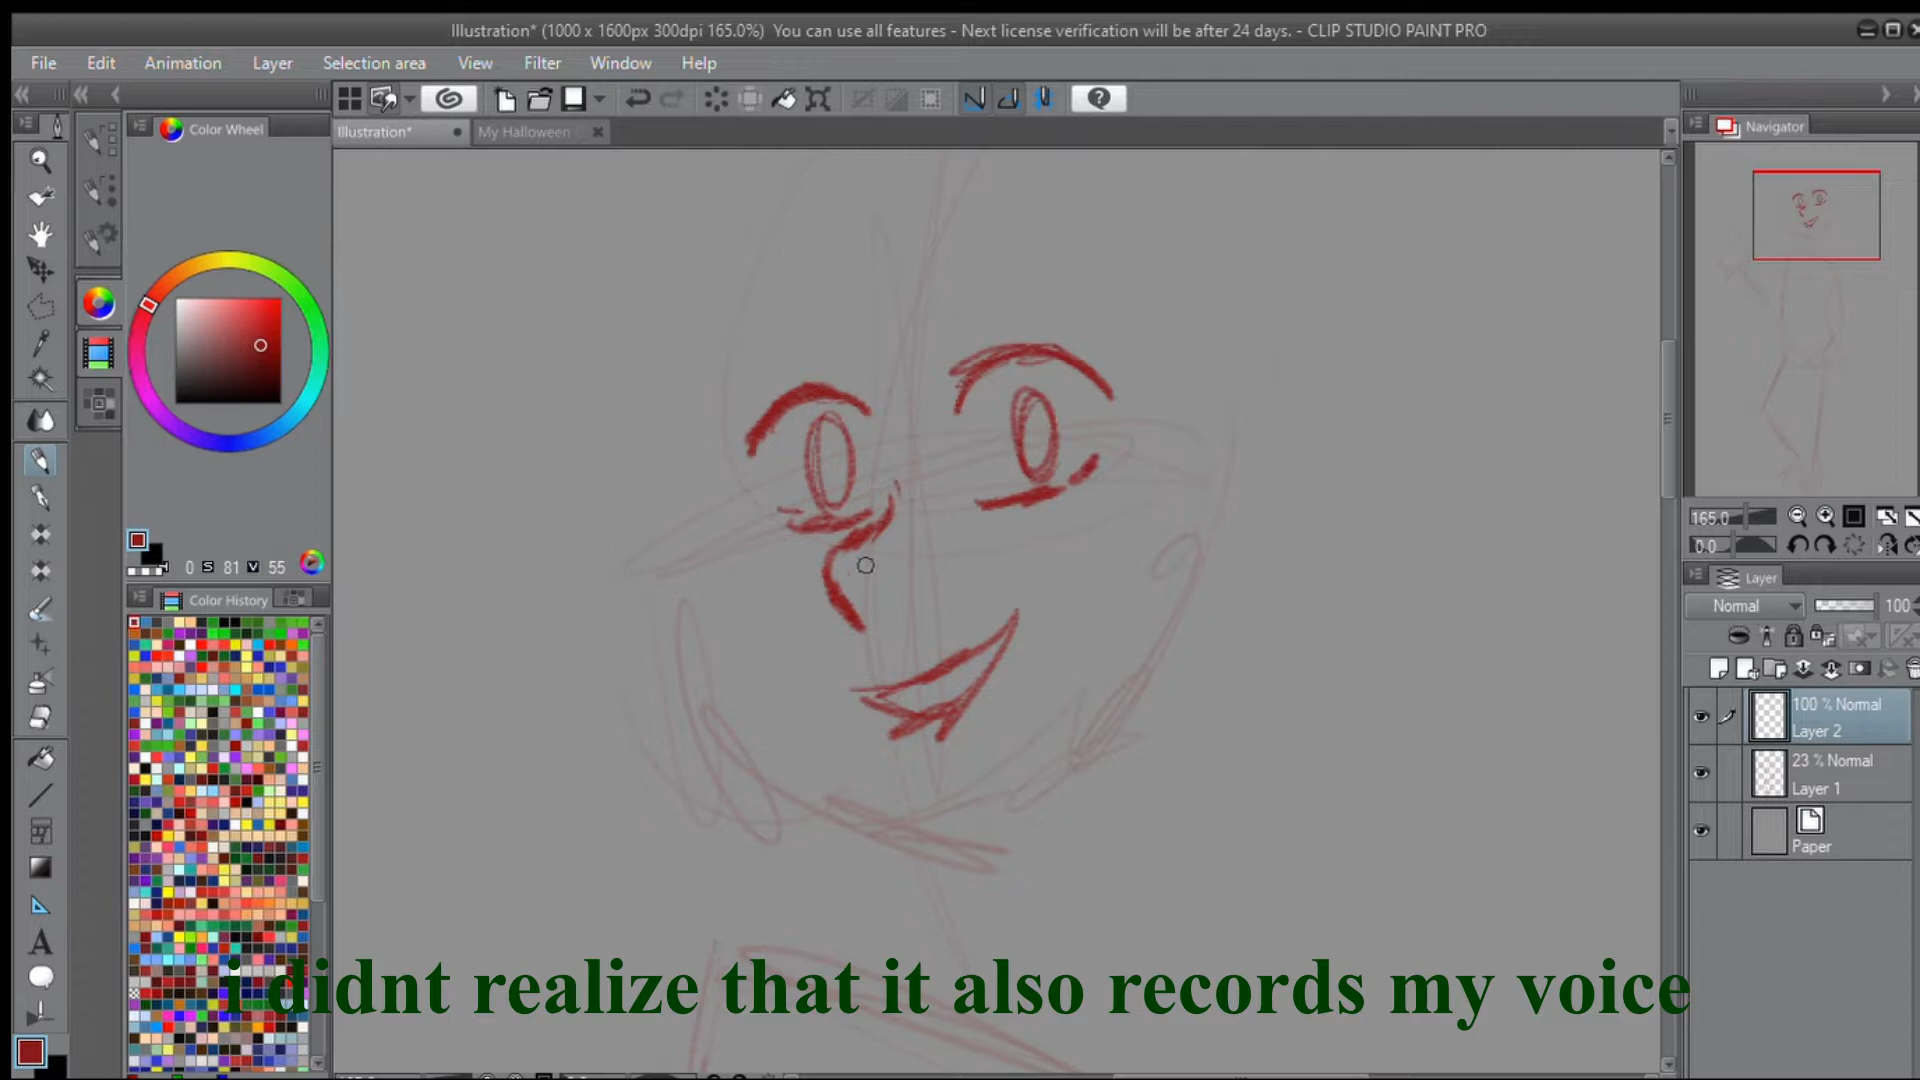 Illustration* (1000 x 1600px 300dpi 165.0%) You can use all features - Next license verification will be after 24 days. - CLIP STUDIO PAINT PRO
File Edit Animation Layer Selection area View Filter Window Help
Color Wheel
Illustration*
My Halloween
Navigator
0 S 81 V 55
Color History
165.0
0.0
Layer
Normal 100
100 % Normal
Layer 2
23 % Normal
Layer 1
Paper
i didnt realize that it also records my voice